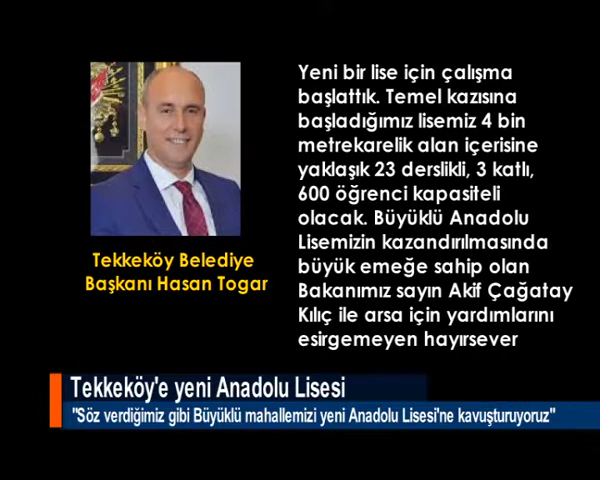 Yeni bir lise için çalışma
başlattık. Temel kazısına
başladığımız lisemiz 4 bin
metrekarelik alan içerisine
yaklaşık 23 derslikli, 3 katlı,
600 öğrenci kapasiteli
olacak. Büyüklü Anadolu
Lisemizin kazandırılmasında
büyük emeğe sahip olan
Bakanımız sayın Akif Çağatay
Kılıç ile arsa için yardımlarını
esirgemeyen hayırsever
Tekkeköy Belediye
Başkanı Hasan Togar
Tekkeköy'e yeni Anadolu Lisesi
"Söz verdiğimiz gibi Büyüklü mahallemizi yeni Anadolu Lisesi'ne kavuşturuyoruz"